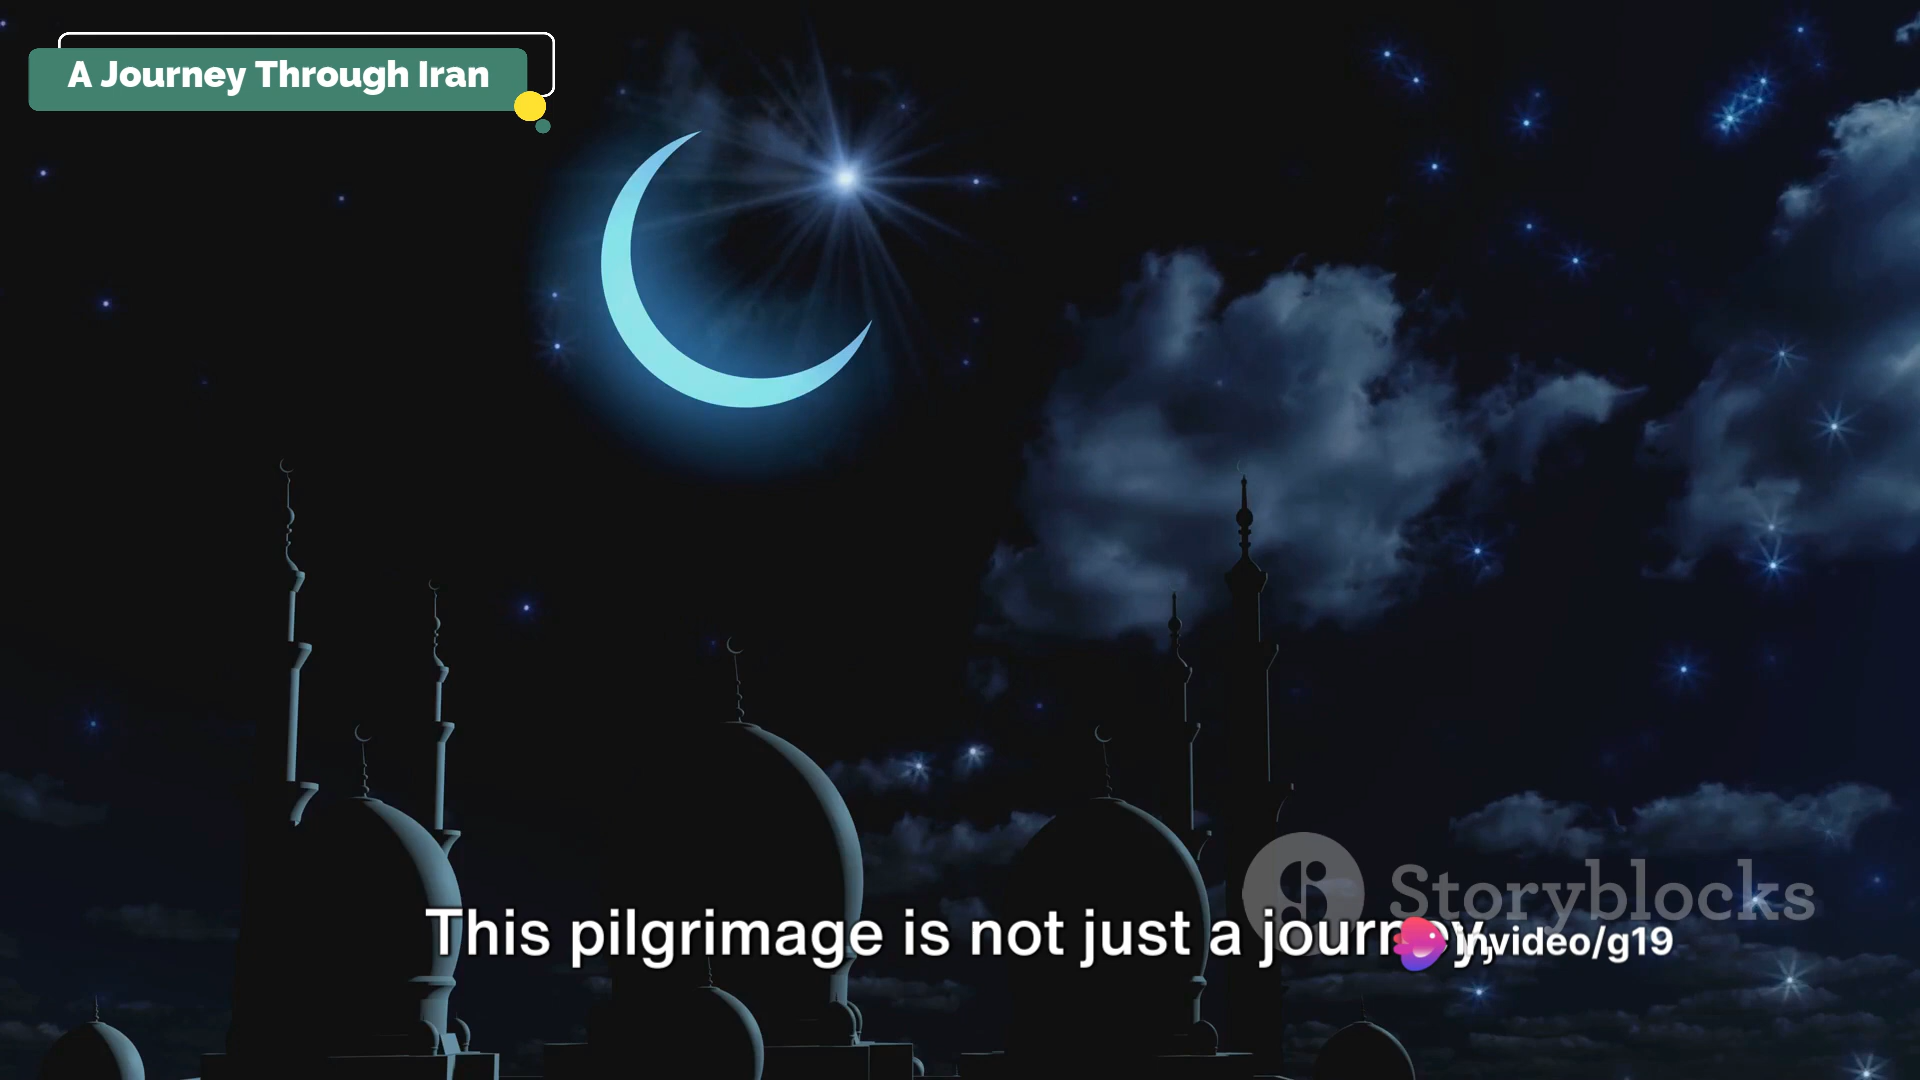 A Journey Through Iran
Storyblocks
This pilgrimage is not just a journey,
invideo/g19